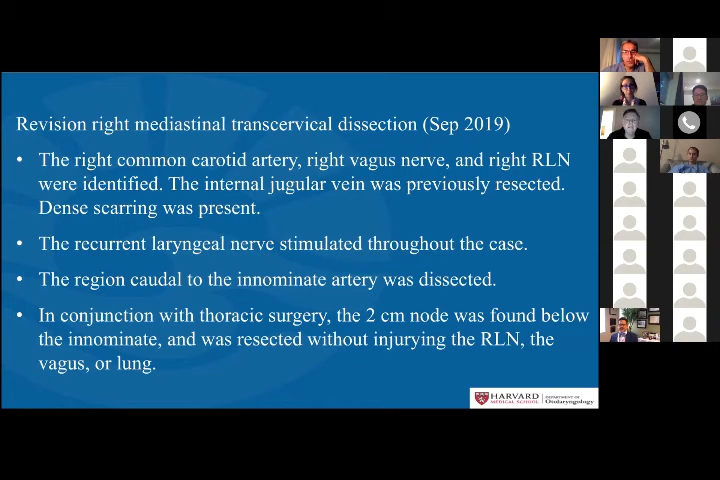 Revision right mediastinal transcervical dissection (Sep 2019)
• The right common carotid artery, right vagus nerve, and right RLN
were identified. The internal jugular vein was previously resected.
Dense scarring was present.
• The recurrent laryngeal nerve stimulated throughout the case.
• The region caudal to the innominate artery was dissected.
• In conjunction with thoracic surgery, the 2 cm node was found below
the innominate, and was resected without injurying the RLN, the
vagus, or lung.
HARVARD
MEDICAL SCHOOL
DEPARTMENT OF
Otolaryngology